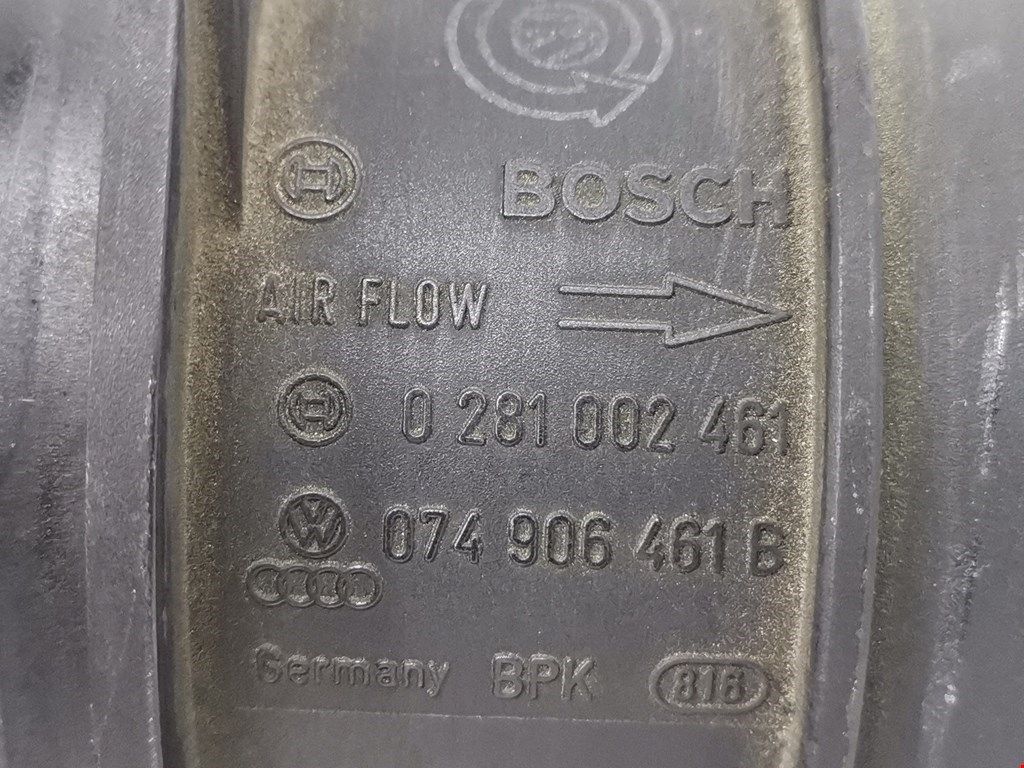 BOSCH
AIR FLOW
0 281 002 461
074 906 461 B
Germany BPK 816